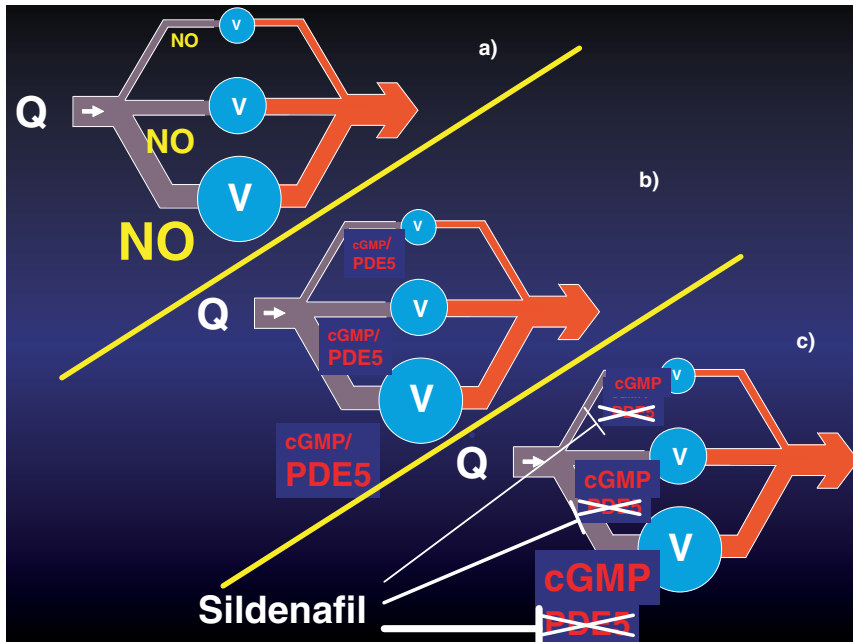 V
NO
a)
Q
V
NO
V
NO
b)
V
cGMP/
PDE5
Q
V
cGMP/
PDE5
V
cGMP/
PDE5
c)
cGMP
V
PDE5
Q
V
cGMP
PDE5
V
cGMP
PDE5
Sildenafil